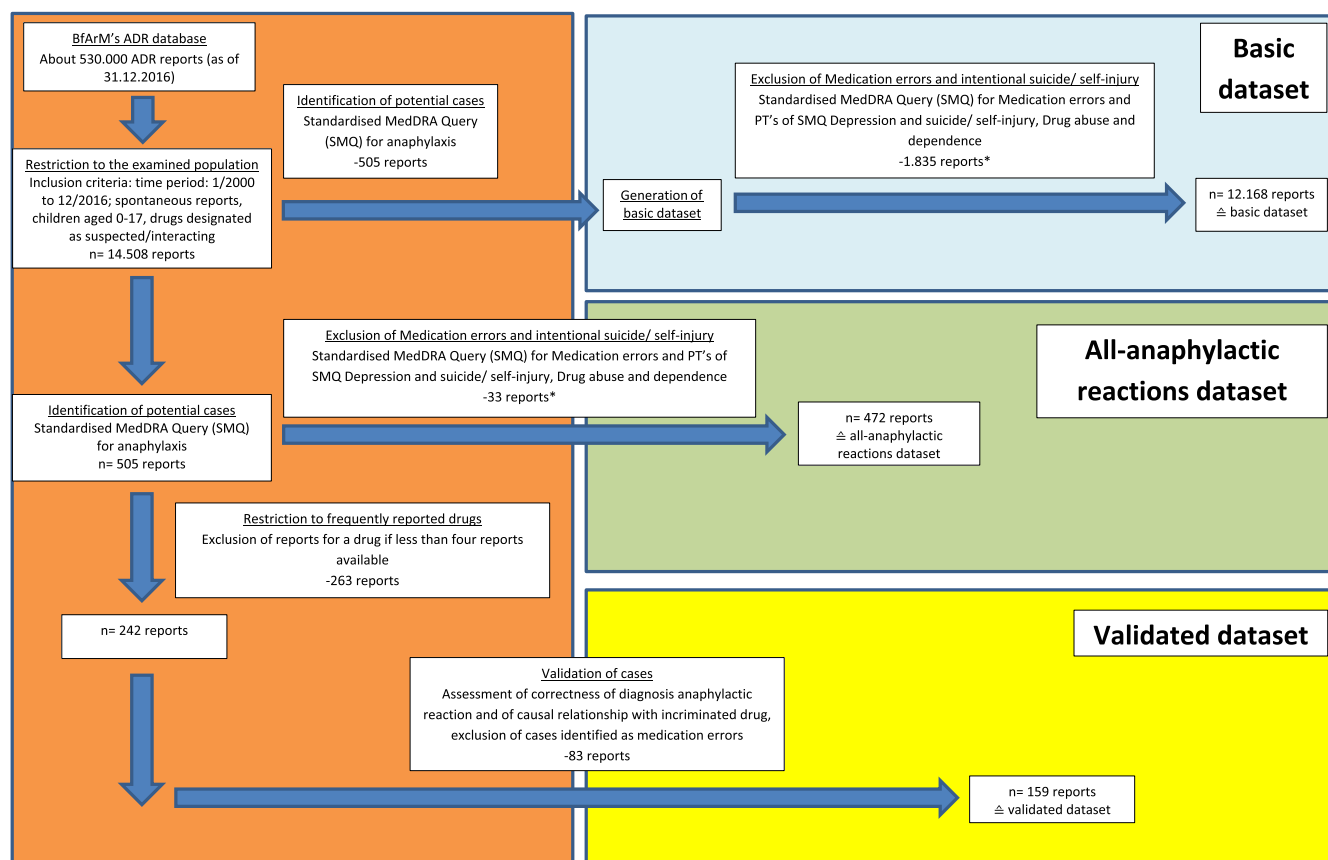 BfArM's ADR database
About 530.000 ADR reports (as of
31.12.2016)
Restriction to the examined population
Inclusion criteria: time period: 1/2000
to 12/2016; spontaneous reports,
children aged 0-17, drugs designated
as suspected/interacting
n= 14.508 reports
Identification of potential cases
Standardised MedDRA Query
(SMQ) for anaphylaxis
-505 reports
Generation of
basic dataset
Exclusion of Medication errors and intentional suicide/ self-injury
Standardised MedDRA Query (SMQ) for Medication errors and
PT's of SMQ Depression and suicide/ self-injury, Drug abuse and
dependence
-1.835 reports*
Basic
dataset
n= 12.168 reports
≙ basic dataset
Identification of potential cases
Standardised MedDRA Query (SMQ)
for anaphylaxis
n= 505 reports
Exclusion of Medication errors and intentional suicide/ self-injury
Standardised MedDRA Query (SMQ) for Medication errors and PT's of
SMQ Depression and suicide/ self-injury, Drug abuse and dependence
-33 reports*
All-anaphylactic
reactions dataset
n= 472 reports
≙ all-anaphylactic
reactions dataset
Restriction to frequently reported drugs
Exclusion of reports for a drug if less than four reports
available
-263 reports
n= 242 reports
Validated dataset
Validation of cases
Assessment of correctness of diagnosis anaphylactic
reaction and of causal relationship with incriminated drug,
exclusion of cases identified as medication errors
-83 reports
n= 159 reports
≙ validated dataset